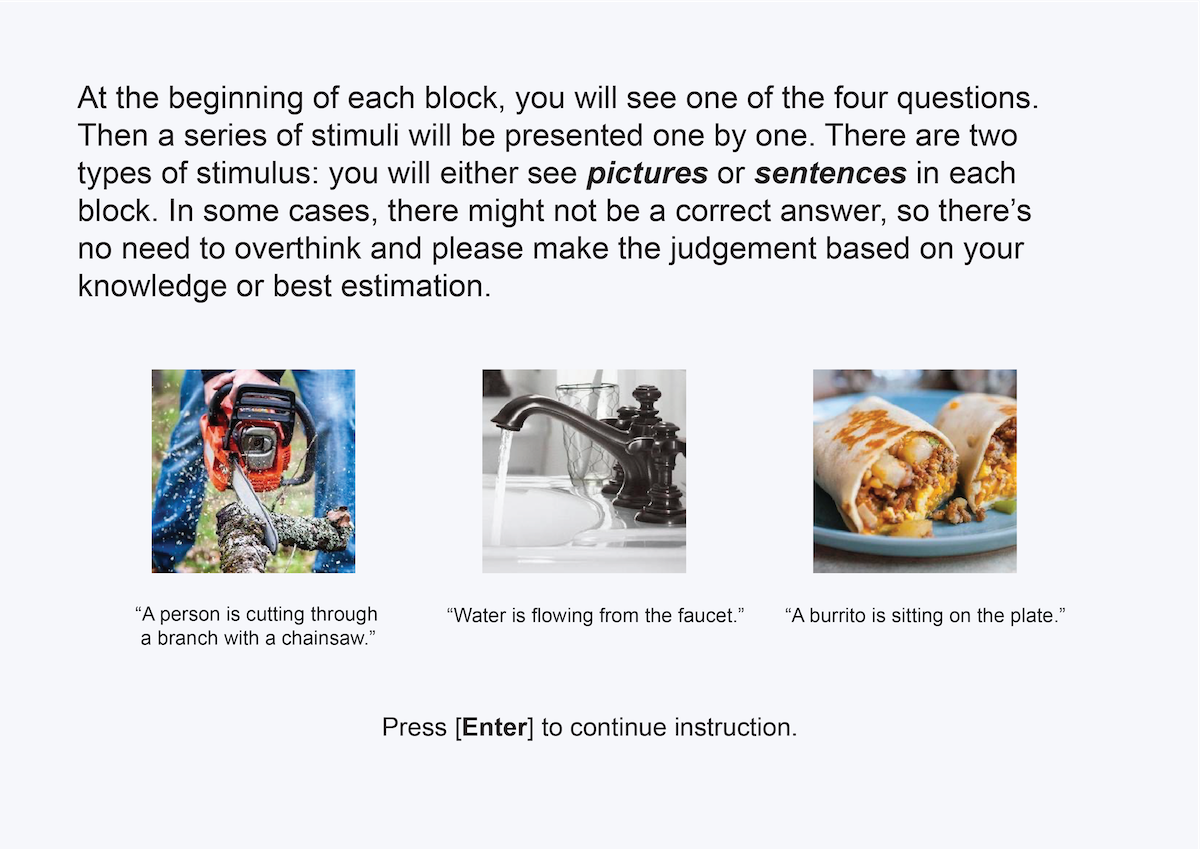 At the beginning of each block, you will see one of the four questions.
Then a series of stimuli will be presented one by one. There are two
types of stimulus: you will either see pictures or sentences in each
block. In some cases, there might not be a correct answer, so there’s
no need to overthink and please make the judgement based on your
knowledge or best estimation.
“A person is cutting through
a branch with a chainsaw.”
“Water is flowing from the faucet.”
“A burrito is sitting on the plate.”
Press [Enter] to continue instruction.